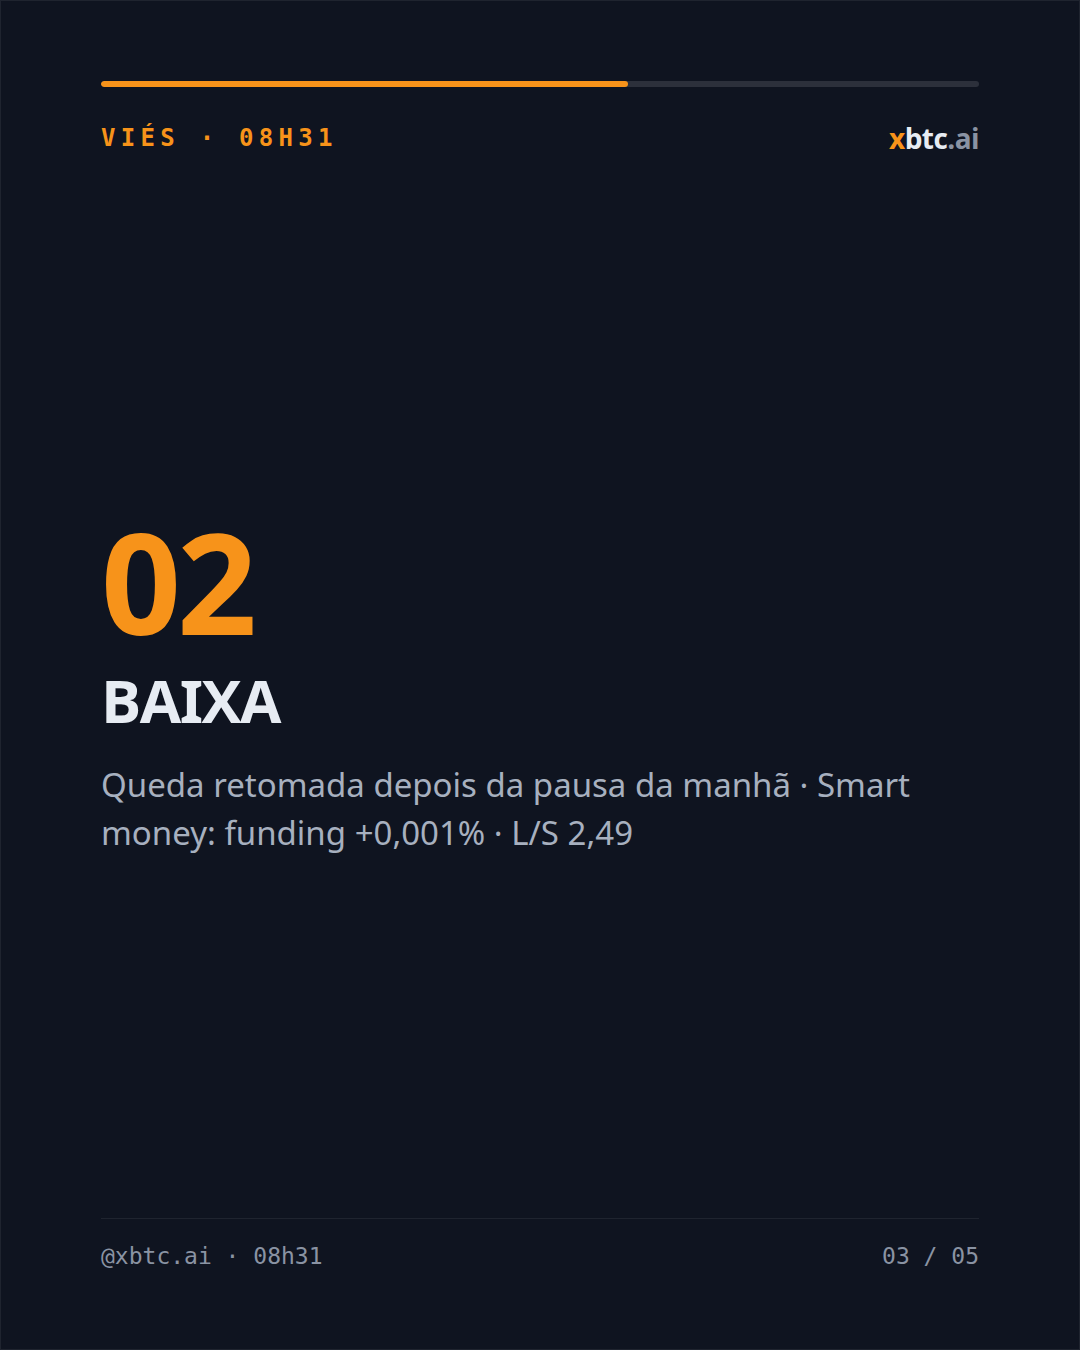 VIÉS · 08H31
xbtc.ai
02
BAIXA
Queda retomada depois da pausa da manhã · Smart
money: funding +0,001% · L/S 2,49
@xbtc.ai · 08h31
03 / 05